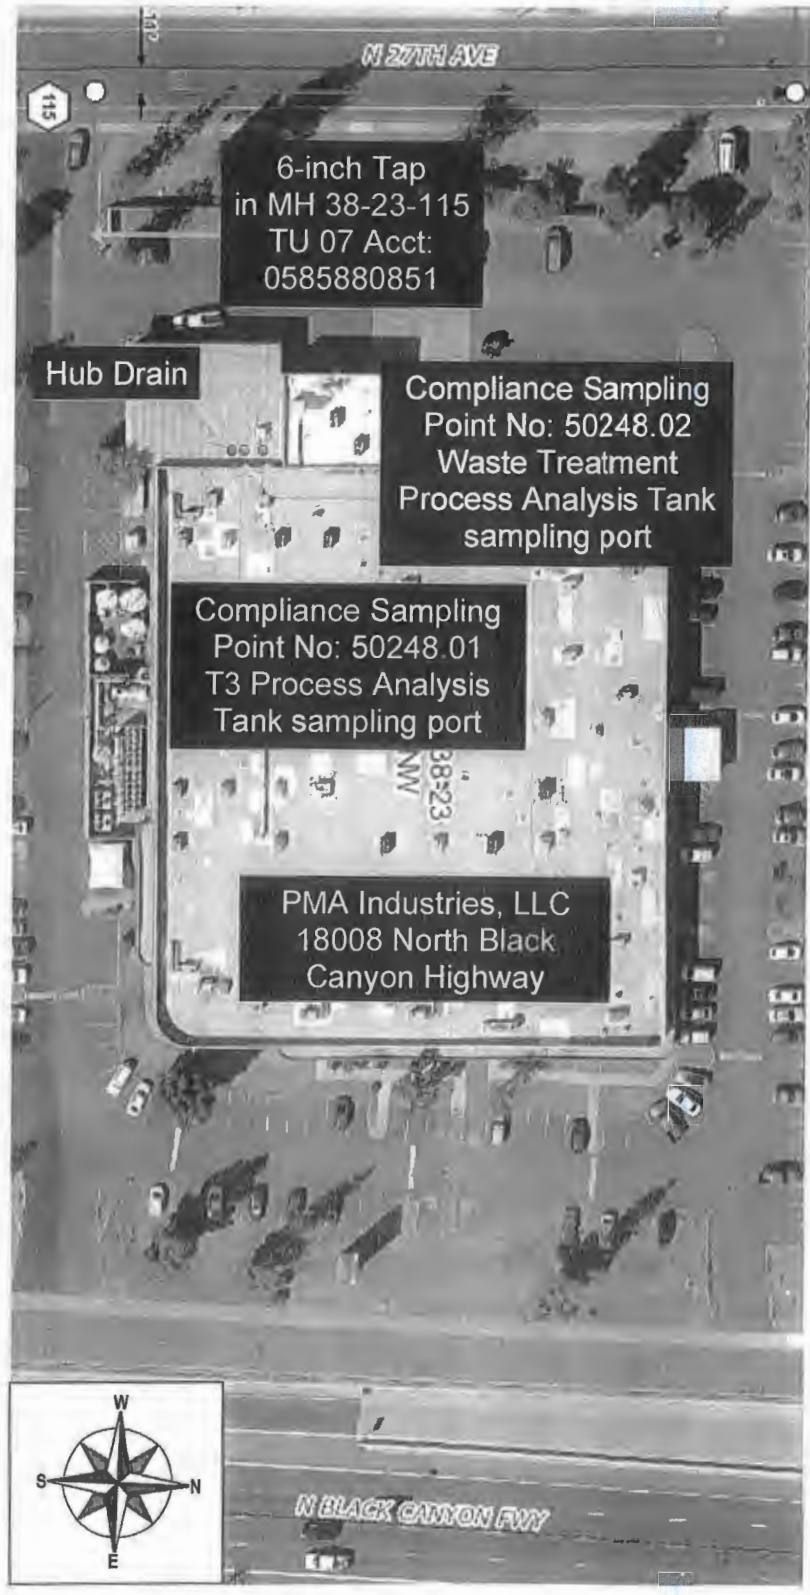 N 27TH AVE
115
6-inch Tap
in MH 38-23-115
TU 07 Acct:
0585880851
Hub Drain
Compliance Sampling
Point No: 50248.02
Waste Treatment
Process Analysis Tank
sampling port
Compliance Sampling
Point No: 50248.01
T3 Process Analysis
Tank sampling port
38-23
NW
PMA Industries, LLC
18008 North Black
Canyon Highway
W
S
N
E
N BLACK CANYON FWY